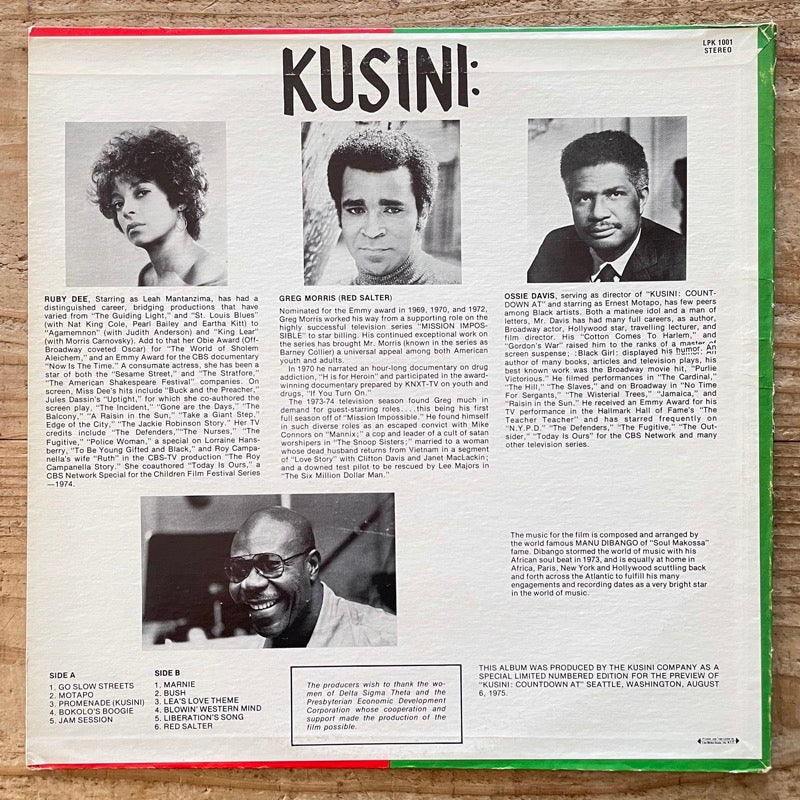 LPK 1001
STEREO
KUSINI:
RUBY DEE, Starring as Leah Mantanzima, has had a
distinguished career, bridging productions that have
varied from "The Guiding Light," and "St. Louis Blues"
(with Nat King Cole, Pearl Bailey and Eartha Kitt) to
"Agamemnon" (with Judith Anderson) and "King Lear"
(with Morris Carnovsky). Add to that her Obie Award (Off-
Broadway coveted Oscar) for "The World of Sholem
Aleichem," and an Emmy Award for the CBS documentary
"Now Is The Time." A consumate actress, she has been a
star of both the "Sesame Street," and "The Stratfore,"
"The American Shakespeare Festival" companies. On
screen, Miss Dee's hits include "Buck and the Preacher,"
Jules Dassin's "Uptight," for which she co-authored the
screen play, "The Incident," "Gone are the Days," "The
Balcony," "A Raisin in the Sun," "Take a Giant Step,"
Edge of the City," "The Jackie Robinson Story." Her TV
credits include "The Defenders,""The Nurses", "The
Fugitive," "Police Woman," a special on Lorraine Hans-
berry, "To Be Young Gifted and Black," and Roy Campa-
nella's wife "Ruth" in the CBS-TV production "The Roy
Campanella Story." She coauthored "Today Is Ours," a
CBS Network Special for the Children Film Festival Series
—1974.
GREG MORRIS (RED SALTER)
Nominated for the Emmy award in 1969, 1970, and 1972,
Greg Morris worked his way from a supporting role on the
highly successful television series "MISSION IMPOS-
SIBLE" to star billing. His continued exceptional work on
the series has brought Mr. Morris (known in the series as
Barney Collier) a universal appeal among both American
youth and adults.
In 1970 he narrated an hour-long documentary on drug
addiction, "H is for Heroin" and participated in the award-
winning documentary prepared by KNXT-TV on youth and
drugs, "If You Turn On."
The 1973-74 television season found Greg much in
demand for guest-starring roles. . . . this being his first
full season off of "Mission Impossible." He found himself
in such diverse roles as an escaped convict with Mike
Connors on "Mannix;" a cop and leader of a cult of satan
worshipers in "The Snoop Sisters;" married to a woman
whose dead husband returns from Vietnam in a segment
of "Love Story" with Clifton Davis and Janet MacLackin;
and a downed test pilot to be rescued by Lee Majors in
"The Six Million Dollar Man."
OSSIE DAVIS, serving as director of "KUSINI: COUNT-
DOWN AT" and starring as Ernest Motapo, has few peers
among Black artists. Both a matinee idol and a man of
letters, Mr. Davis has had many full careers, as author,
Broadway actor, Hollywood star, travelling lecturer, and
film director. His "Cotton Comes To Harlem," and
"Gordon's War" raised him to the ranks of a master of
screen suspense; :Black Girl: displayed his humor. An
author of many books, articles and television plays, his
best known work was the Broadway movie hit, "Purlie
Victorious." He filmed performances in "The Cardinal,"
"The Hill," "The Slaves," and on Broadway in "No Time
For Sergants," "The Wisterial Trees," "Jamaica," and
"Raisin in the Sun." He received an Emmy Award for his
TV performance in the Hallmark Hall of Fame's "The
Teacher Teacher" and has starred frequently on
"N.Y.P.D." "The Defenders," "The Fugitive," "The Out-
sider," "Today Is Ours" for the CBS Network and many
other television series.
The music for the film is composed and arranged by
the world famous MANU DIBANGO of "Soul Makossa"
fame. Dibango stormed the world of music with his
African soul beat in 1973, and is equally at home in
Africa, Paris, New York and Hollywood scuttling back
and forth across the Atlantic to fulfill his many
engagements and recording dates as a very bright star
in the world of music.
SIDE A
1. GO SLOW STREETS
2. MOTAPO
3. PROMENADE (KUSINI)
4. BOKOLO'S BOOGIE
5. JAM SESSION
SIDE B
1. MARNIE
2. BUSH
3. LEA'S LOVE THEME
4. BLOWIN' WESTERN MIND
5. LIBERATION'S SONG
6. RED SALTER
The producers wish to thank the wo-
men of Delta Sigma Theta and the
Presbyterian Economic Development
Corporation whose cooperation and
support made the production of the
film possible.
THIS ALBUM WAS PRODUCED BY THE KUSINI COMPANY AS A
SPECIAL LIMITED NUMBERED EDITION FOR THE PREVIEW OF
"KUSINI: COUNTDOWN AT" SEATTLE, WASHINGTON, AUGUST
6, 1975.